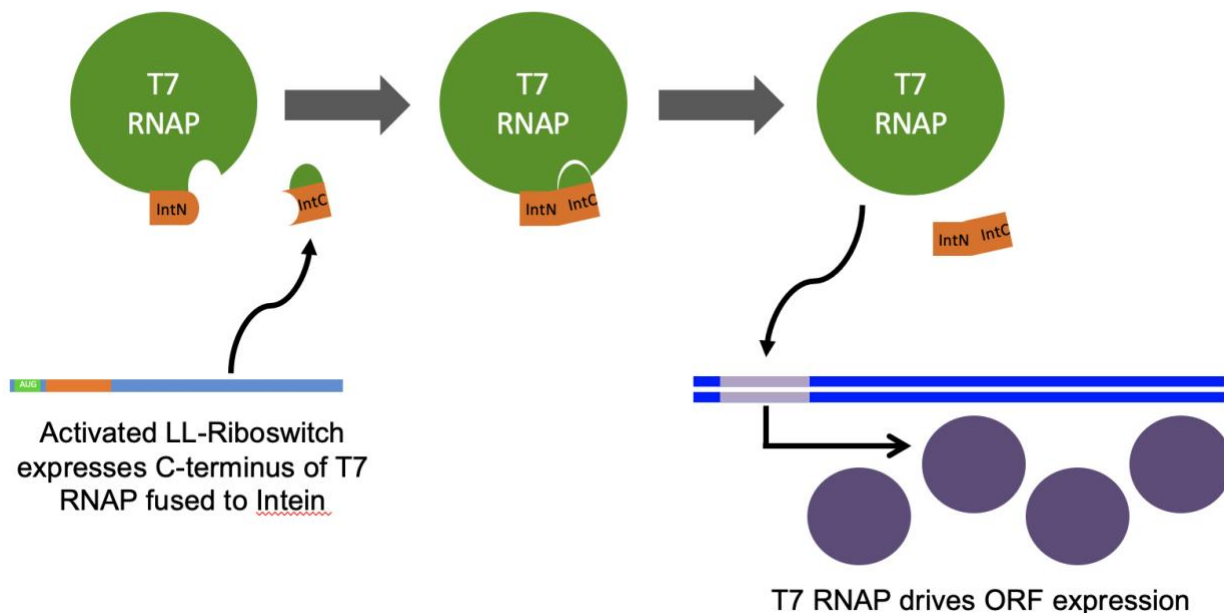 T7
RNAP
T7
RNAP
T7
RNAP
IntN
IntC
IntN
IntC
IntN
IntC
AUG
Activated LL-Riboswitch
expresses C-terminus of T7
RNAP fused to Intein
T7 RNAP drives ORF expression